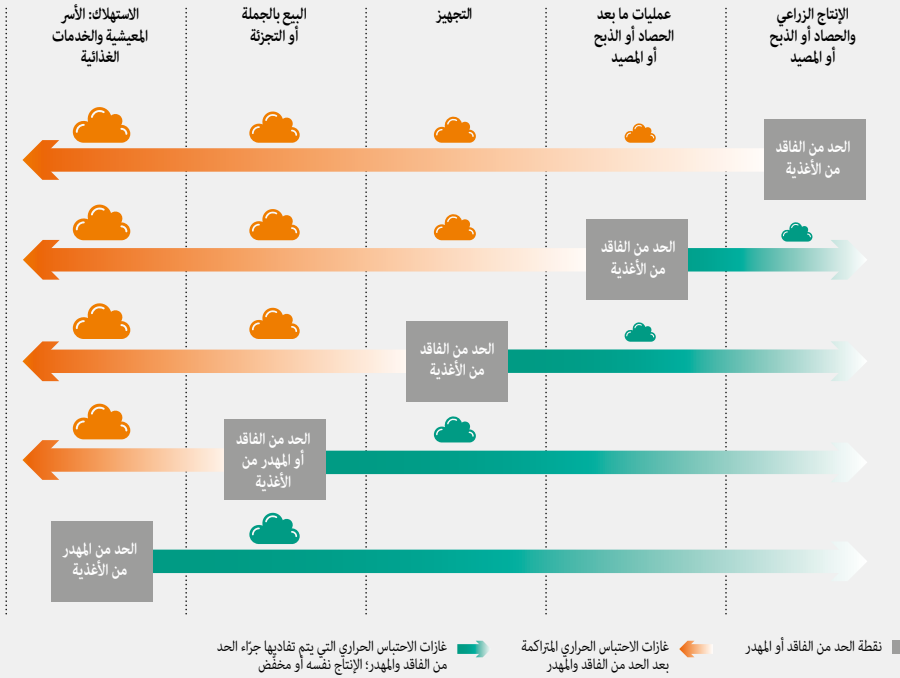 الإنتاج الزراعي
والحصاد أو الذبح
أو المصيد
عمليات ما بعد
الحصاد أو الذبح
أو المصيد
التجهيز
البيع بالجملة
أو التجزئة
الاستهلاك: الأسر
المعيشية والخدمات
الغذائية
الحد من الفاقد
من الأغذية
الحد من الفاقد
من الأغذية
الحد من الفاقد
من الأغذية
الحد من الفاقد
أو المهدر من
الأغذية
الحد من المهدر
من الأغذية
نقطة الحد من الفاقد أو المهدر
غازات الاحتباس الحراري المتراكمة
بعد الحد من الفاقد والمهدر
غازات الاحتباس الحراري التي يتم تفاديها جرّاء الحد
من الفاقد والمهدر؛ الإنتاج نفسه أو مخفّض